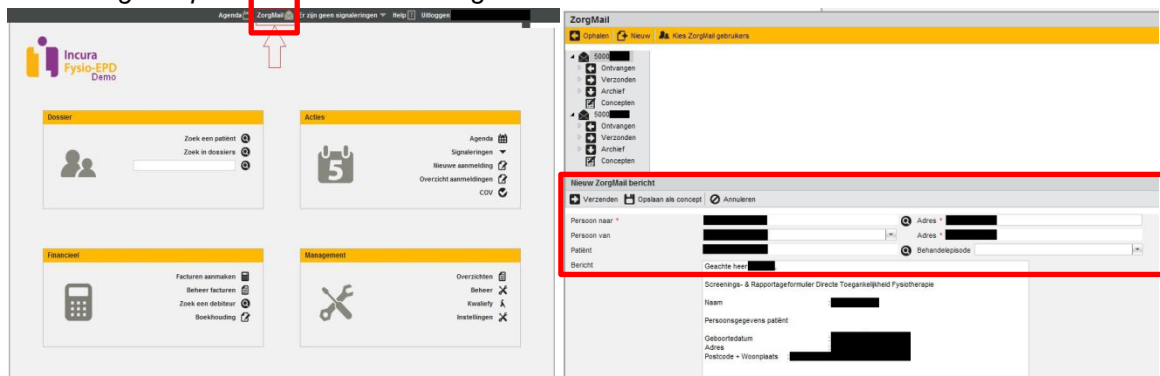 Agenda ZorgMail Er zijn geen signaleringen Help ? Uitloggen
Incura
Fysio-EPD
Demo
Dossier
Zoek een patiënt
Zoek in dossiers
Acties
5
Agenda
Signaleringen
Nieuwe aanmelding
Overzicht aanmeldingen
COV
Financieel
Facturen aanmaken
Beheer facturen
Zoek een debiteur
Boekhouding
Management
Overzichten
Beheer
Kwaliefy
Instellingen
ZorgMail
Ophalen Nieuw Kies ZorgMail gebruikers
5000
Ontvangen
Verzonden
Archief
Concepten
5000
Ontvangen
Verzonden
Archief
Concepten
Nieuw ZorgMail bericht
Verzenden Opslaan als concept Annuleren
Persoon naar * Adres *
Persoon van Adres *
Patiënt Behandelepisode
Bericht Geachte heer
Screenings- & Rapportageformulier Directe Toegankelijkheid Fysiotherapie
Naam :
Persoonsgegevens patiënt
Geboortedatum :
Adres :
Postcode + Woonplaats :